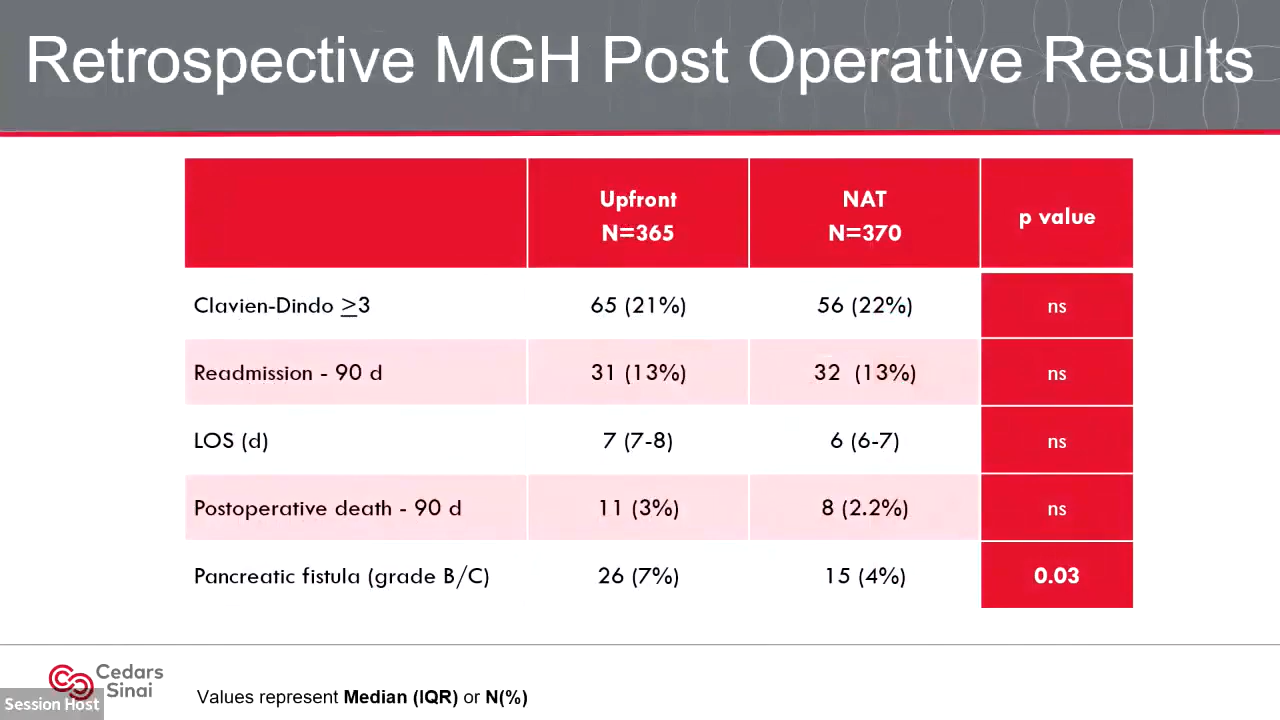 Retrospective MGH Post Operative Results
Upfront
N=365
NAT
N=370
p value
Clavien-Dindo ≥3 65 (21%) 56 (22%) ns
Readmission - 90 d 31 (13%) 32 (13%) ns
LOS (d) 7 (7-8) 6 (6-7) ns
Postoperative death - 90 d 11 (3%) 8 (2.2%) ns
Pancreatic fistula (grade B/C) 26 (7%) 15 (4%) 0.03
Cedars
Sinai
Session Host
Values represent Median (IQR) or N(%)